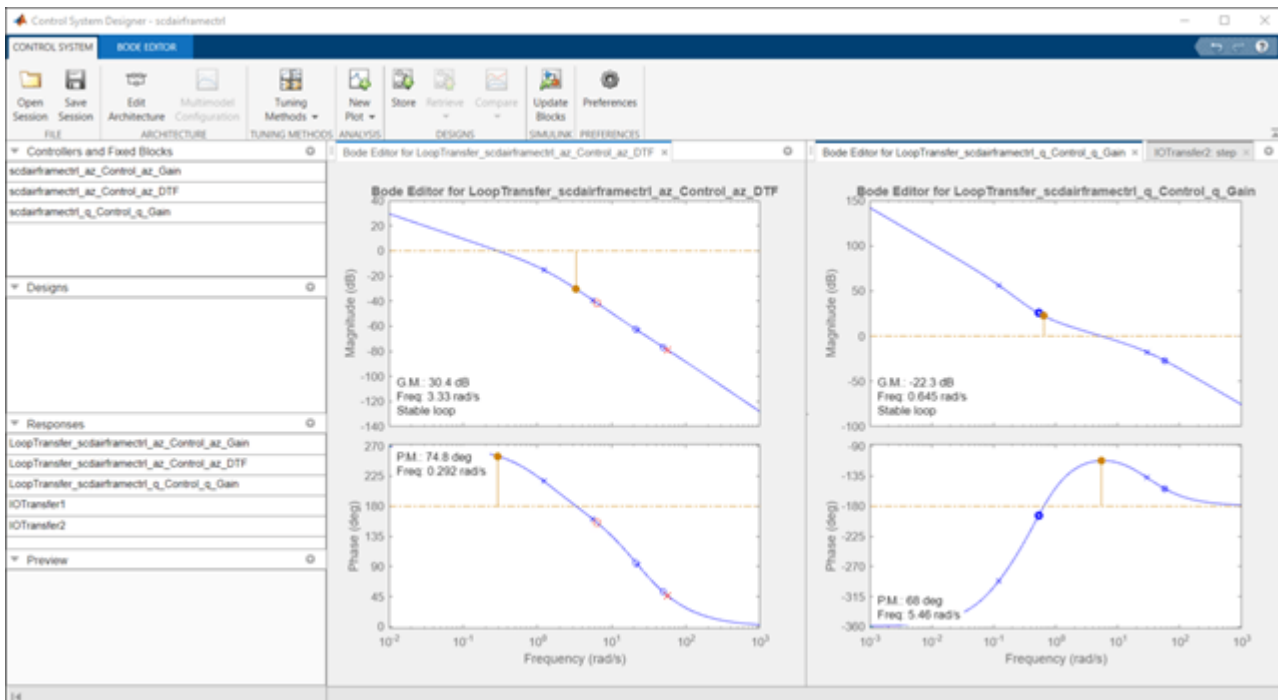 Control System Designer - scdairframectrl
CONTROL SYSTEM BODE EDITOR
Open Session
Save Session
Edit Architecture
Multimodel Configuration
Tuning Methods
New Plot
Store
Retrieve
Compare
Update Blocks
Preferences
FILE ARCHITECTURE TUNING METHODS ANALYSIS DESIGNS SIMULINK PREFERENCES
Controllers and Fixed Blocks
scdairframectrl_az_Control_az_Gain
scdairframectrl_az_Control_az_DTF
scdairframectrl_q_Control_q_Gain
Designs
Responses
LoopTransfer_scdairframectrl_az_Control_az_Gain
LoopTransfer_scdairframectrl_az_Control_az_DTF
LoopTransfer_scdairframectrl_q_Control_q_Gain
IOTransfer1
IOTransfer2
Preview
Bode Editor for LoopTransfer_scdairframectrl_az_Control_az_DTF
Bode Editor for LoopTransfer_scdairframectrl_az_Control_az_DTF
Magnitude (dB)
40
20
0
-20
-40
-60
-80
-100
-120
-140
G.M.: 30.4 dB
Freq: 3.33 rad/s
Stable loop
Phase (deg)
270
225
180
135
90
45
0
P.M.: 74.8 deg
Freq: 0.292 rad/s
10^-2 10^-1 10^0 10^1 10^2 10^3
Frequency (rad/s)
Bode Editor for LoopTransfer_scdairframectrl_q_Control_q_Gain
IOTransfer2: step
Bode Editor for LoopTransfer_scdairframectrl_q_Control_q_Gain
Magnitude (dB)
150
100
50
0
-50
-100
G.M.: -22.3 dB
Freq: 0.645 rad/s
Stable loop
Phase (deg)
-90
-135
-180
-225
-270
-315
-360
P.M.: 68 deg
Freq: 5.46 rad/s
10^-3 10^-2 10^-1 10^0 10^1 10^2 10^3
Frequency (rad/s)